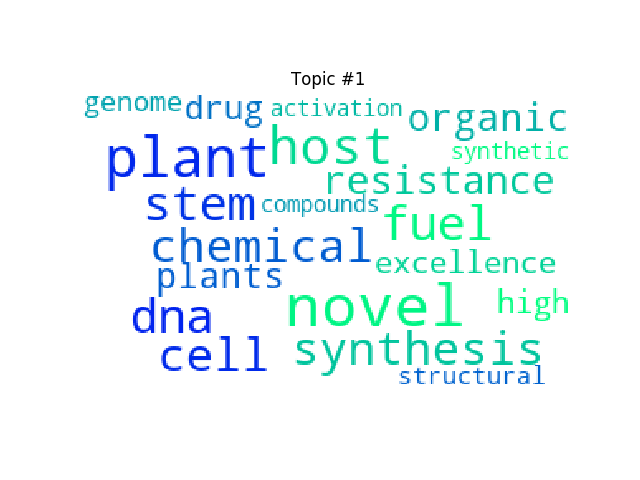 Topic #1
genome drug activation organic
plant host synthetic
resistance
stem compounds fuel
chemical excellence
plants
novel high
dna
cell synthesis
structural